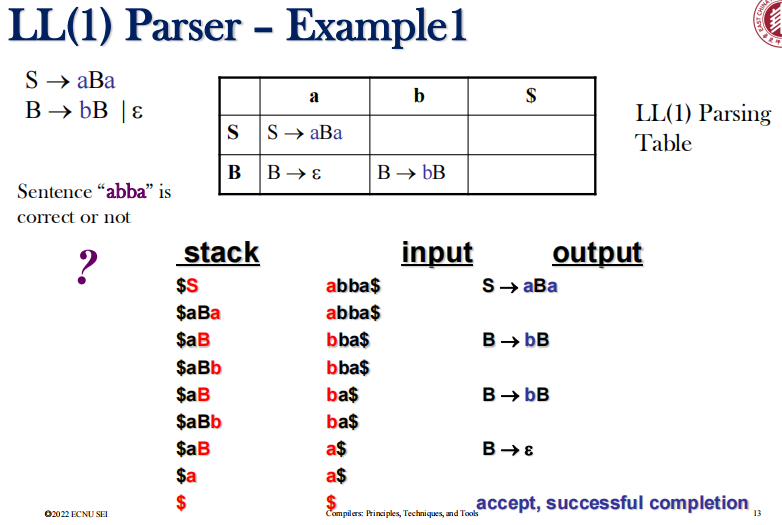 LL(1) Parser – Example1
S → aBa
B → bB | ε
a b $
S S → aBa
B B → ε B → bB
LL(1) Parsing
Table
Sentence “abba” is
correct or not
?
stack input output
$S abba$ S → aBa
$aBa abba$
$aB bba$ B → bB
$aBb bba$
$aB ba$ B → bB
$aBb ba$
$aB a$ B → ε
$a a$
$ $ accept, successful completion
©2022 ECNU SEI Compilers: Principles, Techniques, and Tools 13